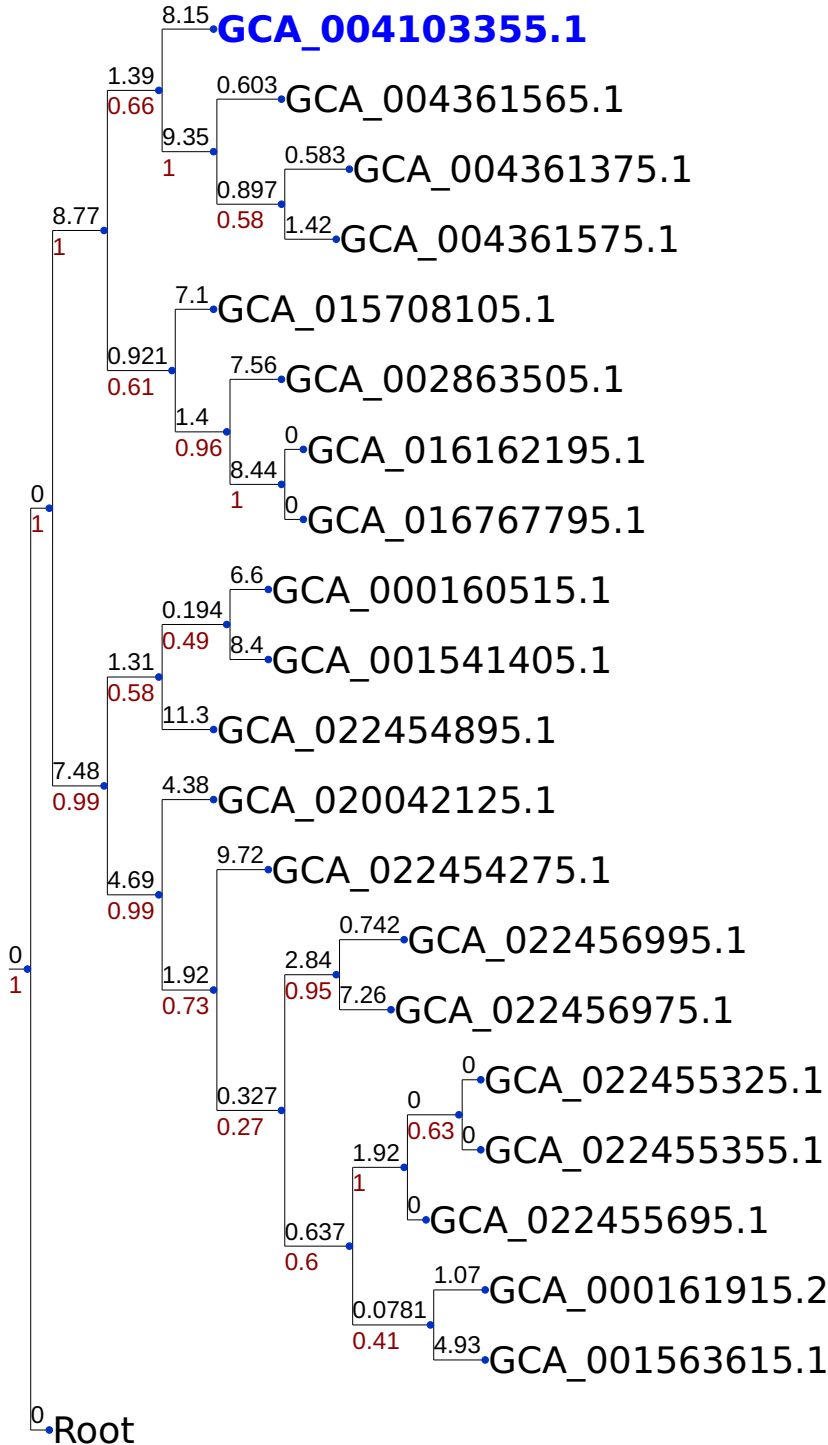 8.15
GCA_004103355.1
1.39
0.66
0.603
GCA_004361565.1
9.35
1
0.583
GCA_004361375.1
0.897
0.58
8.77
1
1.42
GCA_004361575.1
7.1
GCA_015708105.1
0.921
0.61
7.56
GCA_002863505.1
1.4
0.96
0
GCA_016162195.1
8.44
1
0
1
0
GCA_016767795.1
6.6
GCA_000160515.1
0.194
0.49
1.31
0.58
8.4
GCA_001541405.1
11.3
GCA_022454895.1
7.48
0.99
4.38
GCA_020042125.1
4.69
0.99
9.72
GCA_022454275.1
0
1
0.742
GCA_022456995.1
2.84
0.95
1.92
0.73
7.26
GCA_022456975.1
0
GCA_022455325.1
0.327
0.27
0
0.63
0
GCA_022455355.1
1.92
1
0
GCA_022455695.1
0.637
0.6
1.07
GCA_000161915.2
0.0781
0.41
4.93
GCA_001563615.1
0
Root